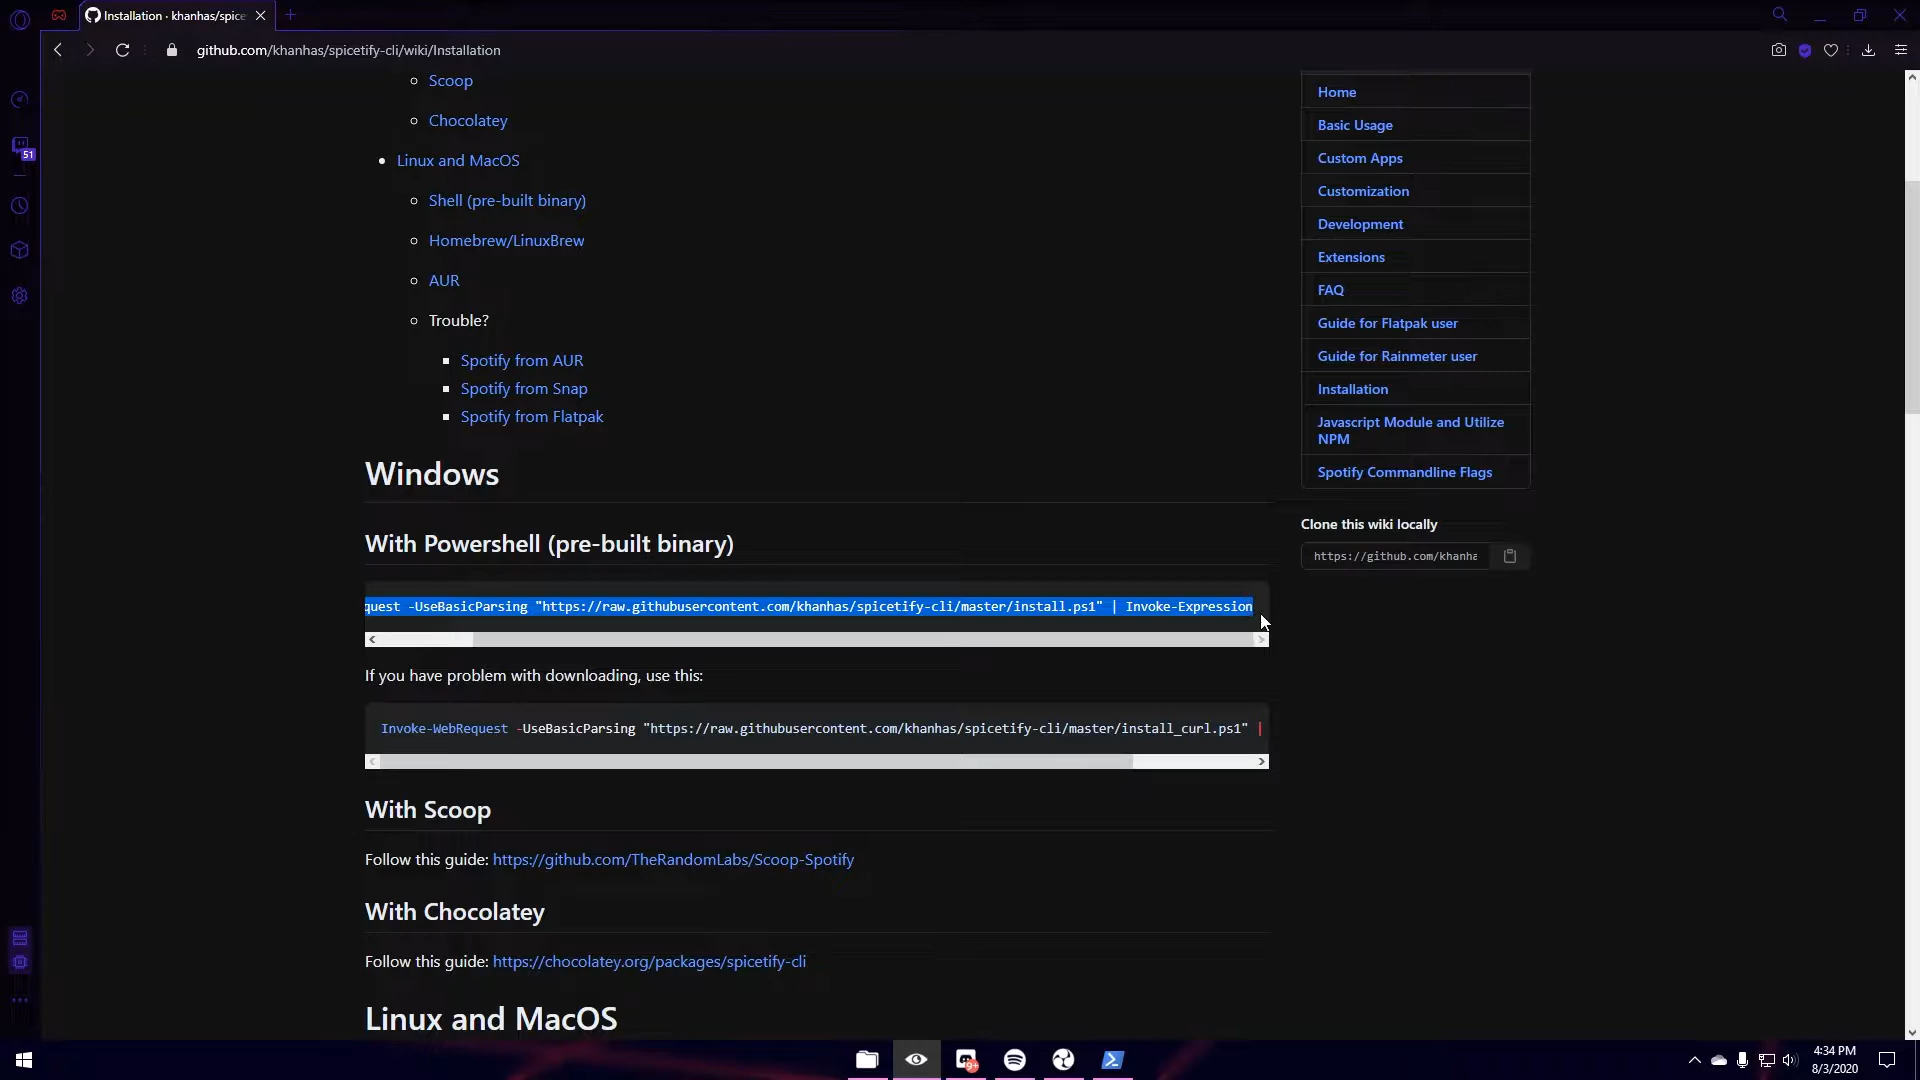 Installation · khanhas/spice
github.com/khanhas/spicetify-cli/wiki/Installation
51
Scoop
Chocolatey
Linux and MacOS
Shell (pre-built binary)
Homebrew/LinuxBrew
AUR
Trouble?
Spotify from AUR
Spotify from Snap
Spotify from Flatpak
Windows
With Powershell (pre-built binary)
quest -UseBasicParsing "https://raw.githubusercontent.com/khanhas/spicetify-cli/master/install.ps1" | Invoke-Expression
If you have problem with downloading, use this:
Invoke-WebRequest -UseBasicParsing "https://raw.githubusercontent.com/khanhas/spicetify-cli/master/install_curl.ps1" |
With Scoop
Follow this guide: https://github.com/TheRandomLabs/Scoop-Spotify
With Chocolatey
Follow this guide: https://chocolatey.org/packages/spicetify-cli
Linux and MacOS
Home
Basic Usage
Custom Apps
Customization
Development
Extensions
FAQ
Guide for Flatpak user
Guide for Rainmeter user
Installation
Javascript Module and Utilize
NPM
Spotify Commandline Flags
Clone this wiki locally
https://github.com/khanha
9+
4:34 PM
8/3/2020